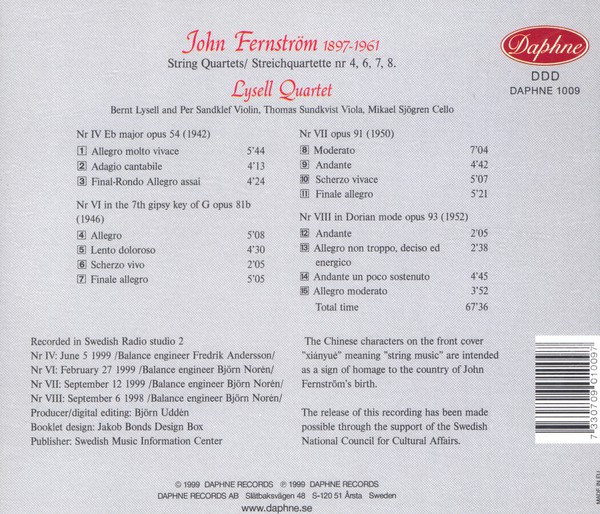 John Fernström 1897-1961
String Quartets/ Streichquartette nr 4, 6, 7, 8.
Lysell Quartet
Bernt Lysell and Per Sandklef Violin, Thomas Sundkvist Viola, Mikael Sjögren Cello
Daphne
DDD
DAPHNE 1009
Nr IV Eb major opus 54 (1942)
1 Allegro molto vivace 5'44
2 Adagio cantabile 4'13
3 Final-Rondo Allegro assai 4'24
Nr VI in the 7th gipsy key of G opus 81b
(1946)
4 Allegro 5'08
5 Lento doloroso 4'30
6 Scherzo vivo 2'05
7 Finale allegro 5'05
Nr VII opus 91 (1950)
8 Moderato 7'04
9 Andante 4'42
10 Scherzo vivace 5'07
11 Finale allegro 5'21
Nr VIII in Dorian mode opus 93 (1952)
12 Andante 2'05
13 Allegro non troppo, deciso ed
energico 2'38
14 Andante un poco sostenuto 4'45
15 Allegro moderato 3'52
Total time 67'36
Recorded in Swedish Radio studio 2
Nr IV: June 5 1999 /Balance engineer Fredrik Andersson/
Nr VI: February 27 1999 /Balance engineer Björn Norén/
Nr VII: September 12 1999 /Balance engineer Björn Norén/
Nr VIII: September 6 1998 /Balance engineer Björn Norén/
Producer/digital editing: Björn Uddén
Booklet design: Jakob Bonds Design Box
Publisher: Swedish Music Information Center
The Chinese characters on the front cover
"xiànyuè" meaning "string music" are intended
as a sign of homage to the country of John
Fernström's birth.
The release of this recording has been made
possible through the support of the Swedish
National Council for Cultural Affairs.
7 330709 010097
MADE IN EU
© 1999 DAPHNE RECORDS ℗ 1999 DAPHNE RECORDS
DAPHNE RECORDS AB Slätbaksvägen 48 S-120 51 Årsta Sweden
www.daphne.se